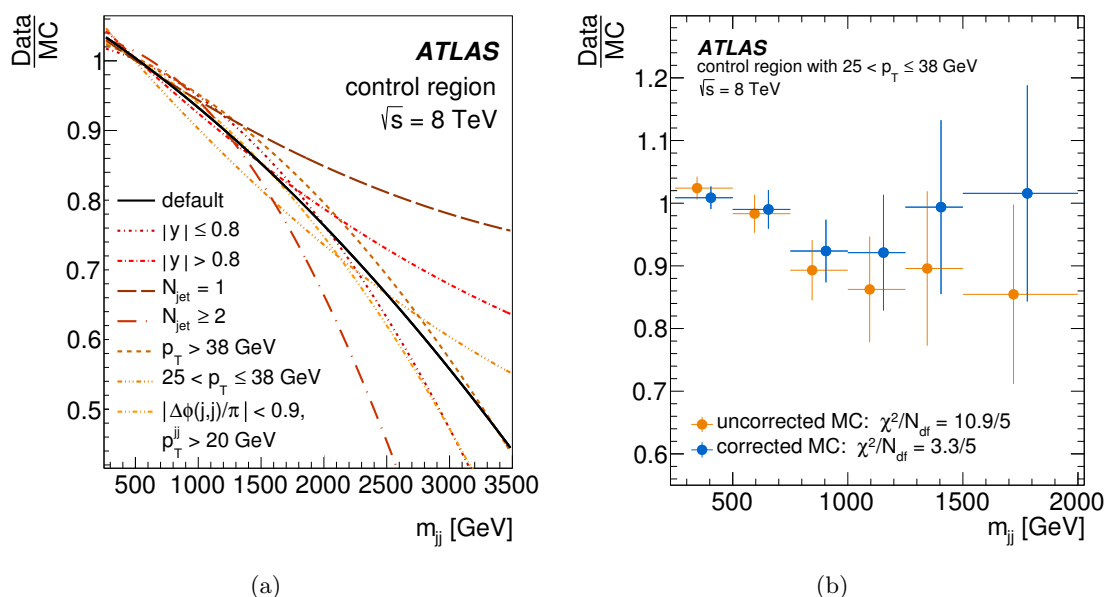 Data
MC
ATLAS
control region
√s = 8 TeV
1
0.9
0.8
0.7
0.6
0.5
default
|y| ≤ 0.8
|y| > 0.8
N_jet = 1
N_jet ≥ 2
p_T > 38 GeV
25 < p_T ≤ 38 GeV
|Δϕ(j,j)/π| < 0.9,
p_T^jj > 20 GeV
500 1000 1500 2000 2500 3000 3500
m_jj [GeV]
(a)
Data
MC
ATLAS
control region with 25 < p_T ≤ 38 GeV
√s = 8 TeV
1.2
1.1
1
0.9
0.8
0.7
0.6
uncorrected MC: χ²/N_df = 10.9/5
corrected MC: χ²/N_df = 3.3/5
500 1000 1500 2000
m_jj [GeV]
(b)